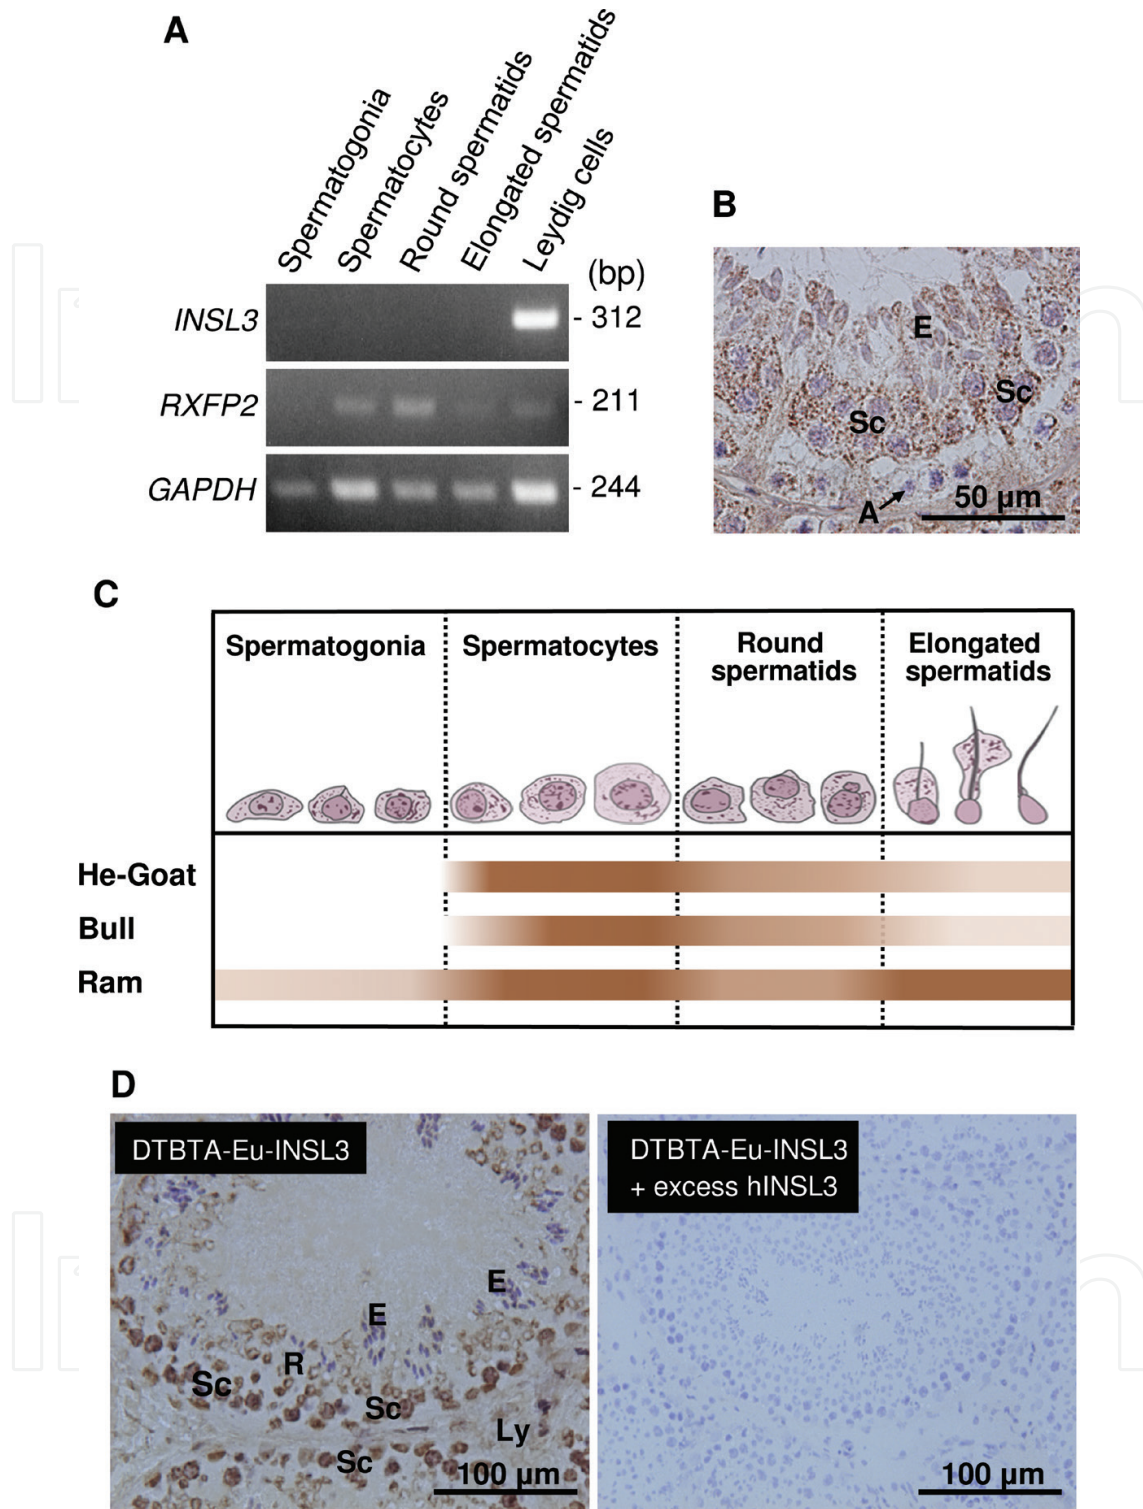 A
Spermatogonia
Spermatocytes
Round spermatids
Elongated spermatids
Leydig cells
(bp)
INSL3
- 312
RXFP2
- 211
GAPDH
- 244
B
E
Sc
Sc
A
50 µm
C
Spermatogonia
Spermatocytes
Round
spermatids
Elongated
spermatids
He-Goat
Bull
Ram
D
DTBTA-Eu-INSL3
E
E
R
Sc
Sc
Ly
Sc
100 µm
DTBTA-Eu-INSL3
+ excess hINSL3
100 µm